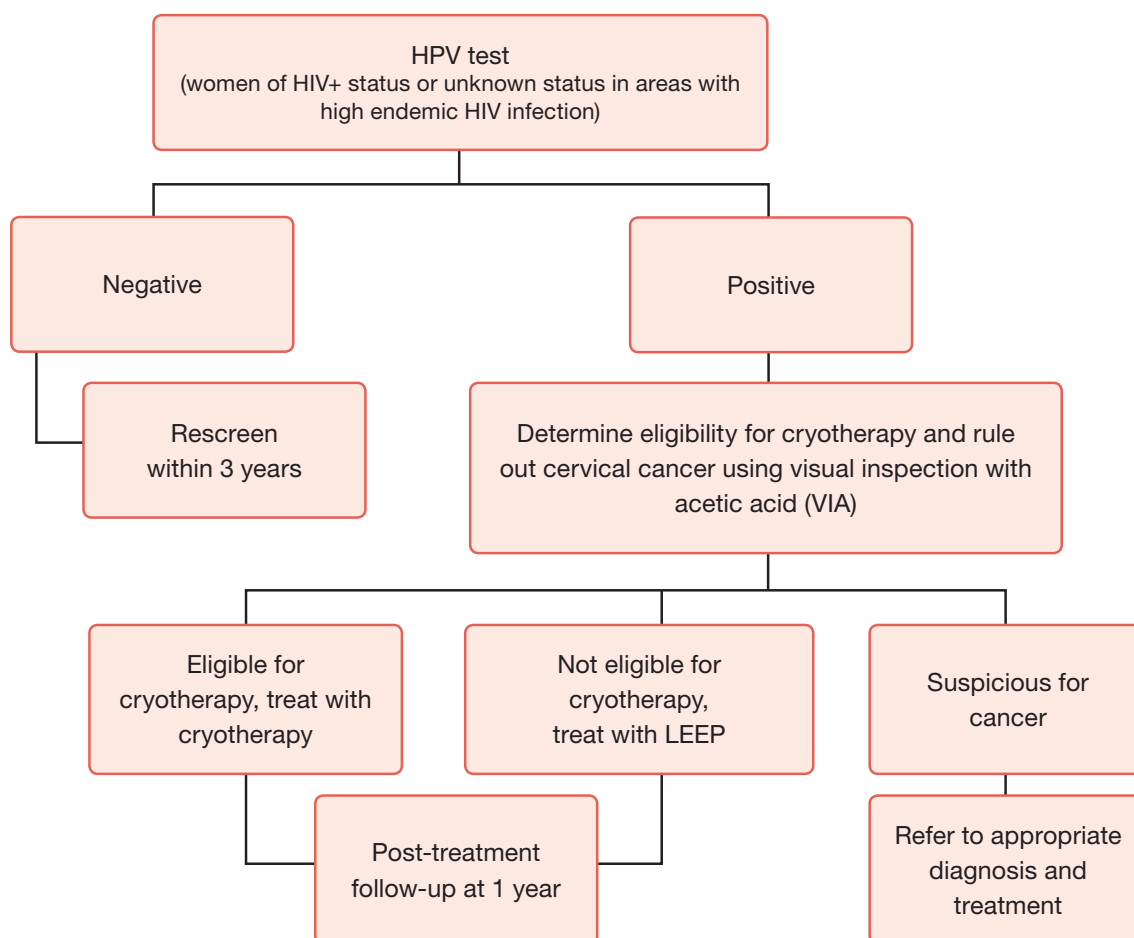 HPV test
(women of HIV+ status or unknown status in areas with
high endemic HIV infection)
Negative
Positive
Rescreen
within 3 years
Determine eligibility for cryotherapy and rule
out cervical cancer using visual inspection with
acetic acid (VIA)
Eligible for
cryotherapy, treat with
cryotherapy
Not eligible for
cryotherapy,
treat with LEEP
Suspicious for
cancer
Post-treatment
follow-up at 1 year
Refer to appropriate
diagnosis and
treatment